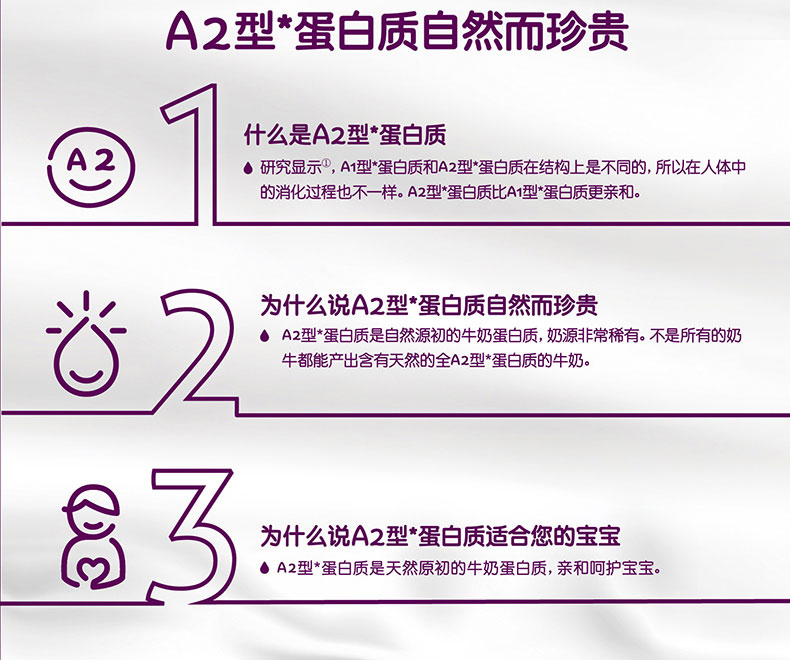 A2型*蛋白质自然而珍贵
1
A2
什么是A2型*蛋白质
研究显示①，A1型*蛋白质和A2型*蛋白质在结构上是不同的，所以在人体中
的消化过程也不一样。A2型*蛋白质比A1型*蛋白质更亲和。
2
为什么说A2型*蛋白质自然而珍贵
A2型*蛋白质是自然源初的牛奶蛋白质，奶源非常稀有。不是所有的奶
牛都能产出含有天然的全A2型*蛋白质的牛奶。
3
为什么说A2型*蛋白质适合您的宝宝
A2型*蛋白质是天然原初的牛奶蛋白质，亲和呵护宝宝。